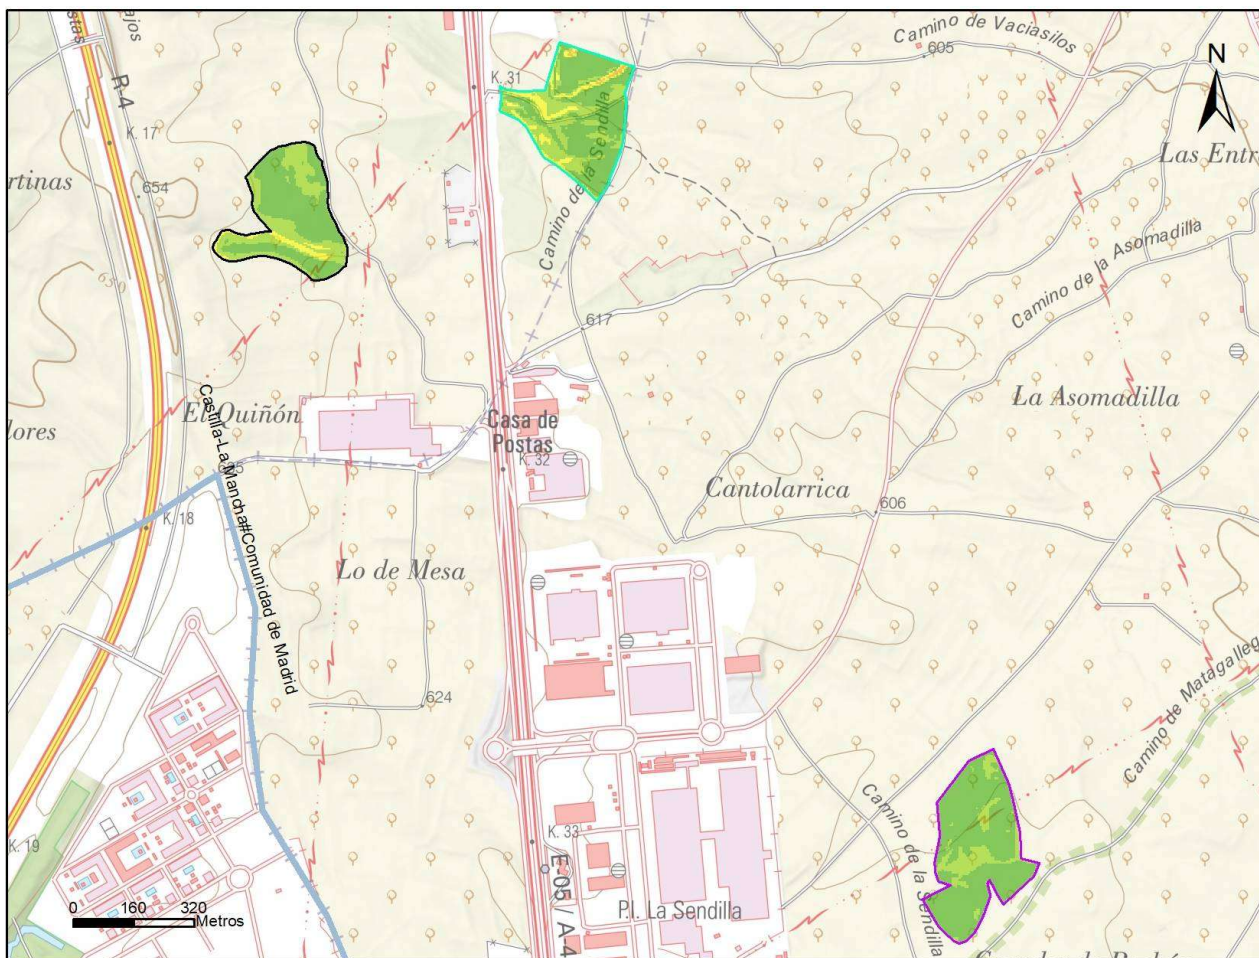 Camino de Vaciasilos
605
N
R-4
K. 31
K. 17
Las Entr
rtinas
654
Camino de la Sendilla
Camino de la Asomadilla
617
La Asomadilla
El Quiñón
Casa de
Postas
K. 32
lores
Castilla-La Mancha#Comunidad de Madrid
Cantolarrica
606
K. 18
Lo de Mesa
624
Camino de Matagalleg
Camino de la Sendilla
K. 33
K. 19
E-05 / A-4
P.I. La Sendilla
0 160 320
Metros